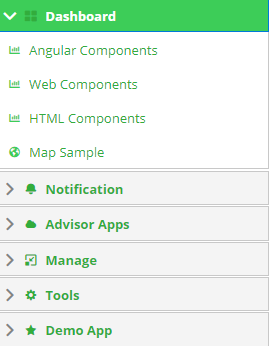 Dashboard
Angular Components
Web Components
HTML Components
Map Sample
Notification
Advisor Apps
Manage
Tools
Demo App